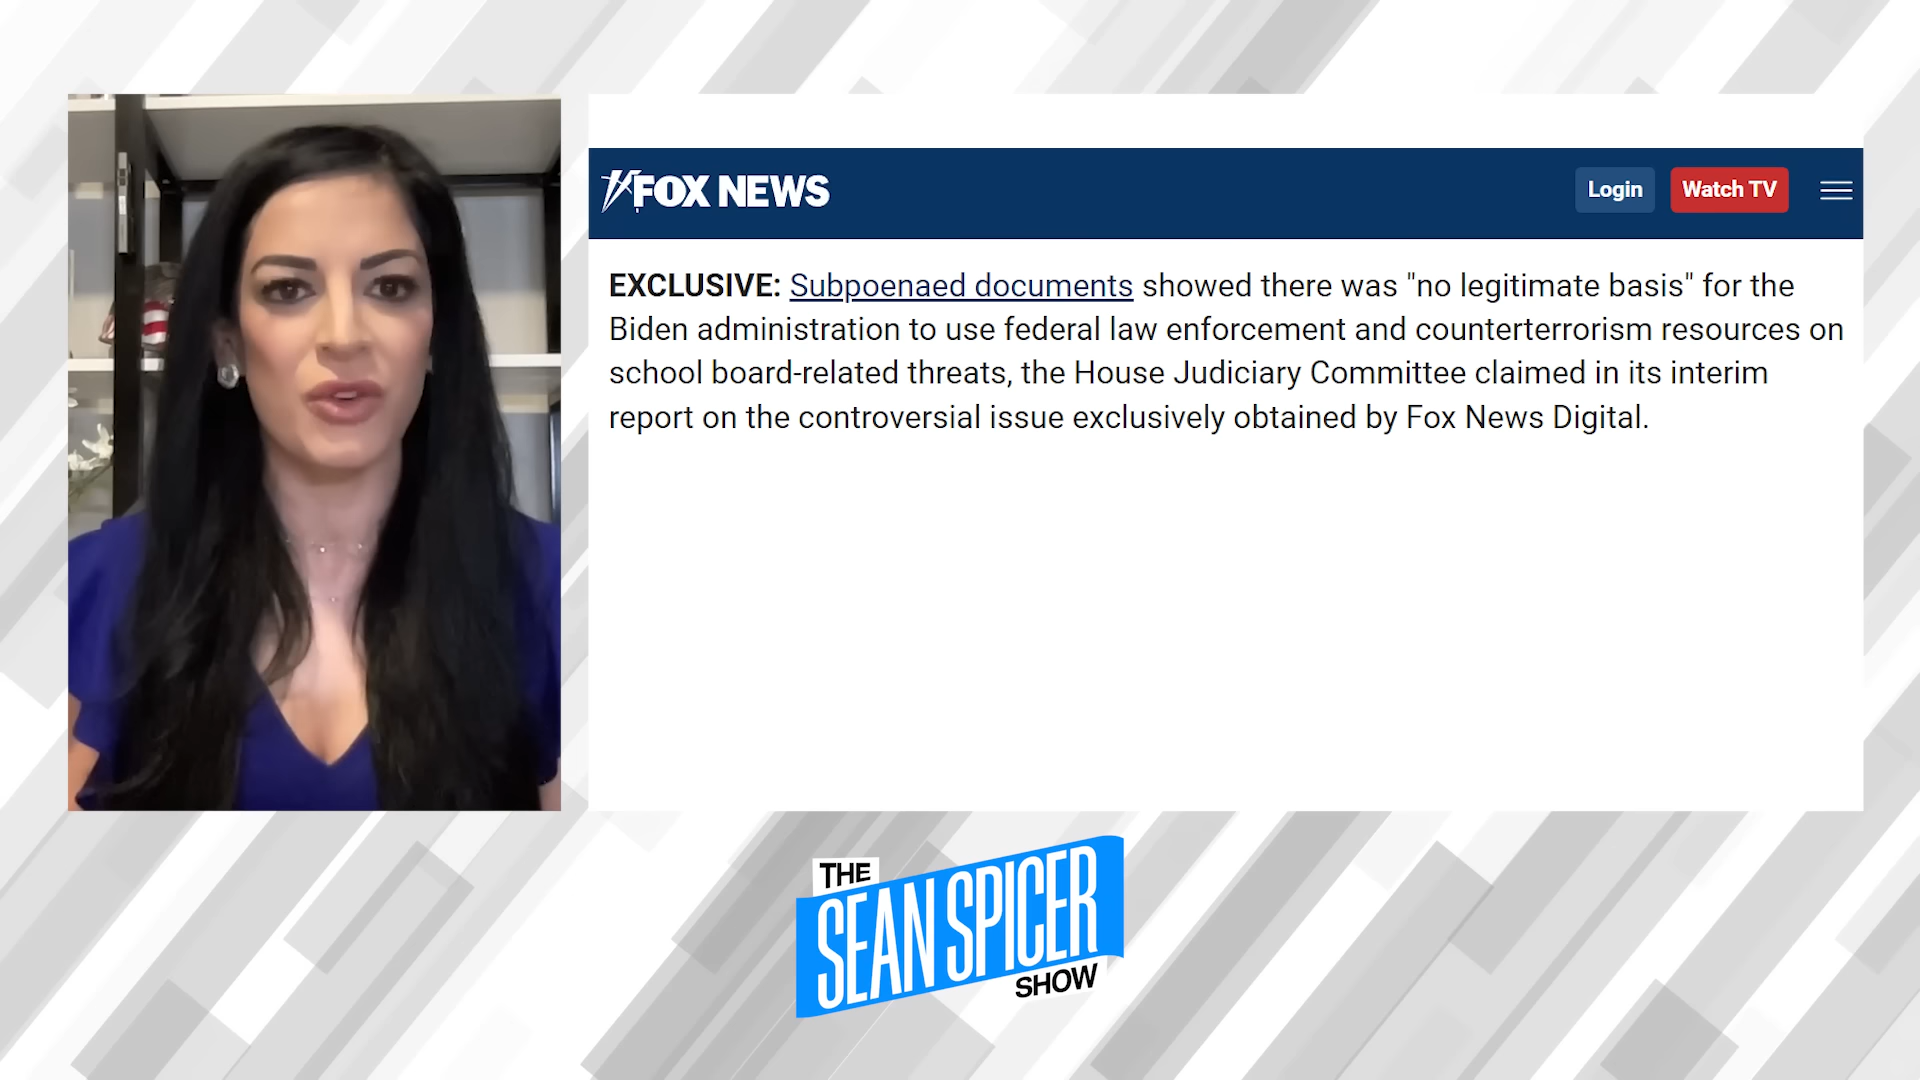 FOX NEWS
Login
Watch TV
EXCLUSIVE: Subpoenaed documents showed there was "no legitimate basis" for the
Biden administration to use federal law enforcement and counterterrorism resources on
school board-related threats, the House Judiciary Committee claimed in its interim
report on the controversial issue exclusively obtained by Fox News Digital.
THE
SEAN SPICER
SHOW